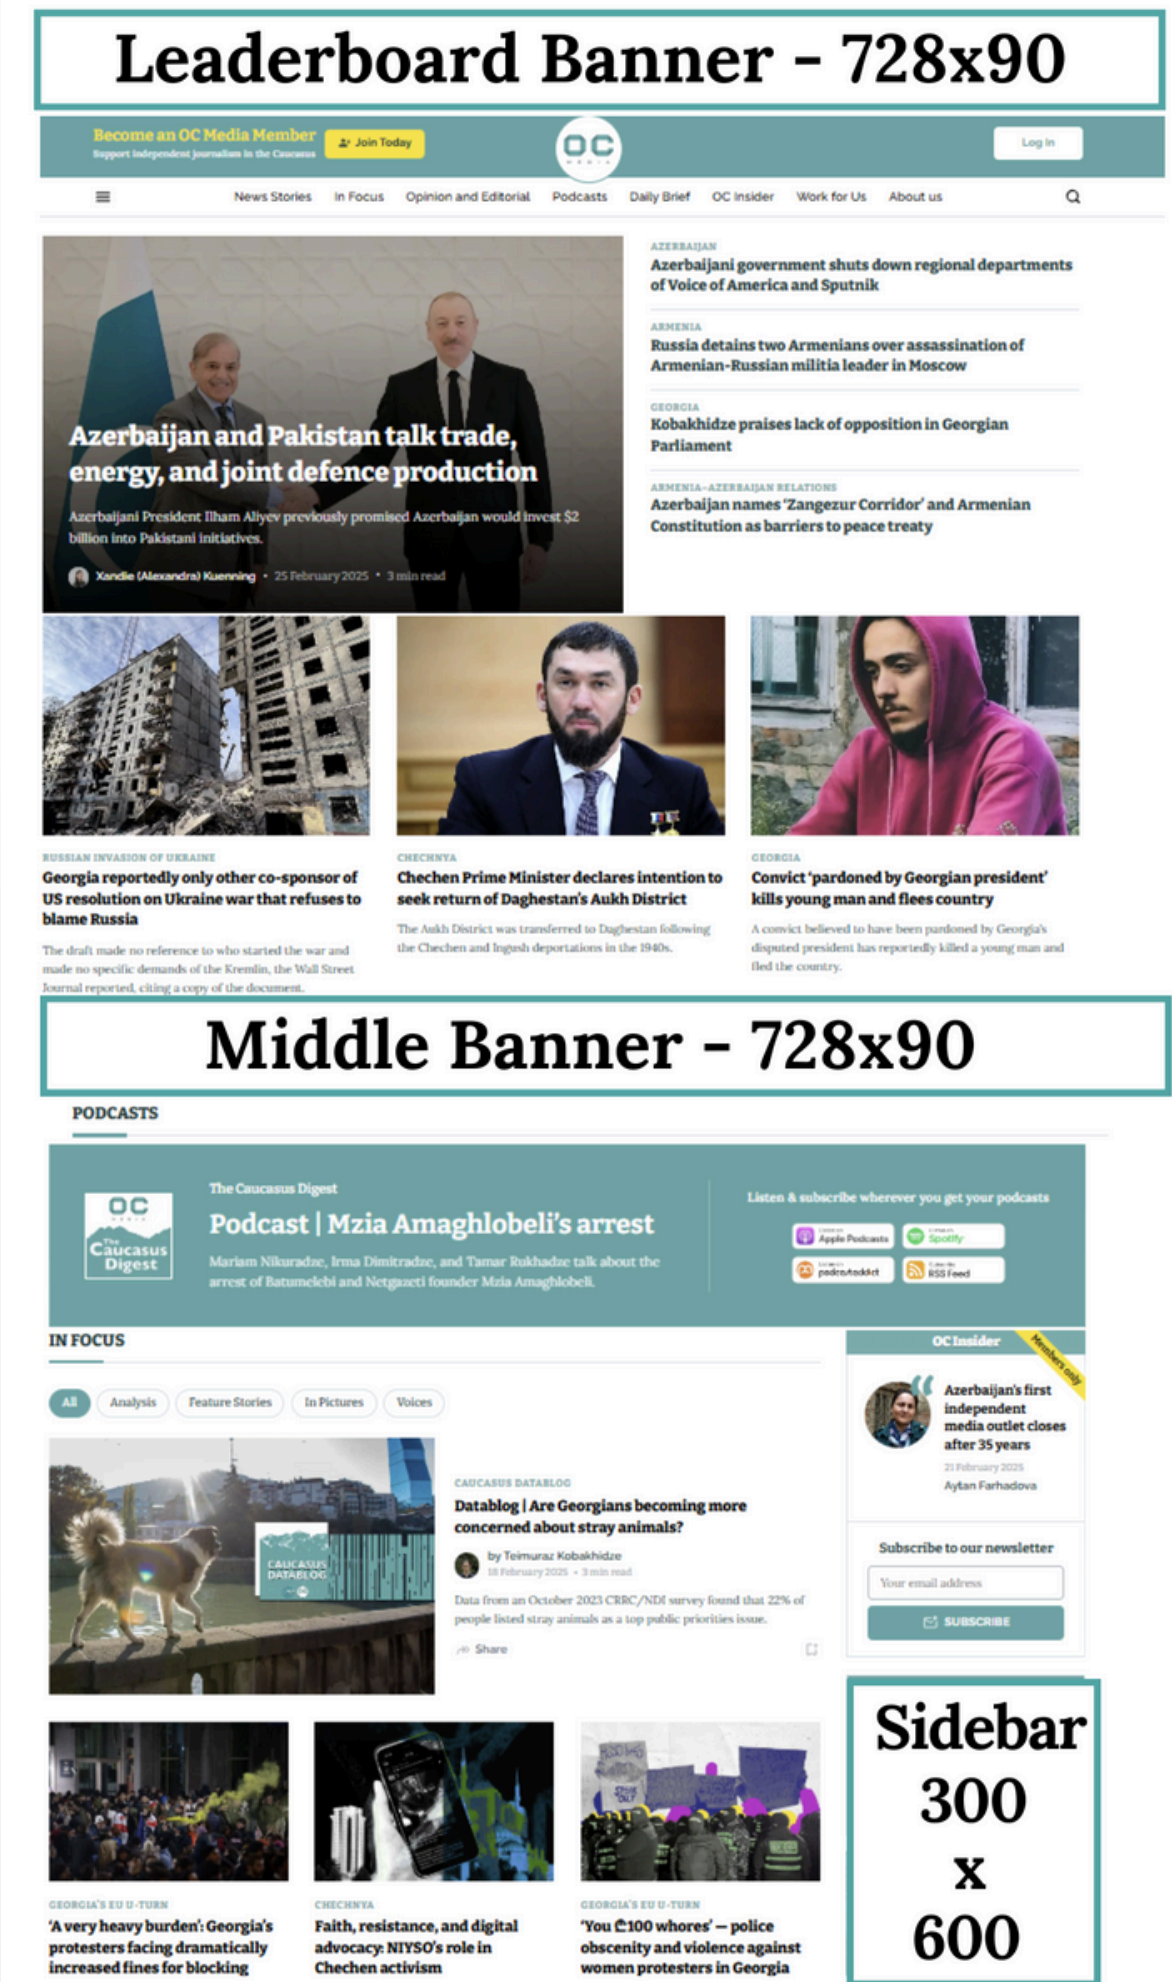 Leaderboard Banner - 728x90
Become an OC Media Member
Support independent journalism in the Caucasus
Join Today
OC
MEDIA
Log In
News Stories
In Focus
Opinion and Editorial
Podcasts
Daily Brief
OC Insider
Work for Us
About us
Azerbaijan and Pakistan talk trade,
energy, and joint defence production
Azerbaijani President Ilham Aliyev previously promised Azerbaijan would invest $2
billion into Pakistani initiatives.
Xandie (Alexandra) Kuenning • 25 February 2025 • 3 min read
AZERBAIJAN
Azerbaijani government shuts down regional departments
of Voice of America and Sputnik
ARMENIA
Russia detains two Armenians over assassination of
Armenian-Russian militia leader in Moscow
GEORGIA
Kobakhidze praises lack of opposition in Georgian
Parliament
ARMENIA–AZERBAIJAN RELATIONS
Azerbaijan names ‘Zangezur Corridor’ and Armenian
Constitution as barriers to peace treaty
RUSSIAN INVASION OF UKRAINE
Georgia reportedly only other co-sponsor of
US resolution on Ukraine war that refuses to
blame Russia
The draft made no reference to who started the war and
made no specific demands of the Kremlin, the Wall Street
Journal reported, citing a copy of the document.
CHECHNYA
Chechen Prime Minister declares intention to
seek return of Daghestan’s Aukh District
The Aukh District was transferred to Daghestan following
the Chechen and Ingush deportations in the 1940s.
GEORGIA
Convict ‘pardoned by Georgian president’
kills young man and flees country
A convict believed to have been pardoned by Georgia’s
disputed president has reportedly killed a young man and
fled the country.
Middle Banner - 728x90
PODCASTS
OC
MEDIA
The
Caucasus
Digest
The Caucasus Digest
Podcast | Mzia Amaghlobeli’s arrest
Mariam Nikuradze, Irma Dimitradze, and Tamar Rukhadze talk about the
arrest of Batumelebi and Netgazeti founder Mzia Amaghlobeli.
Listen & subscribe wherever you get your podcasts
Apple Podcasts
Spotify
podcast addict
RSS Feed
IN FOCUS
All
Analysis
Feature Stories
In Pictures
Voices
CAUCASUS
DATABLOG
CAUCASUS DATABLOG
Datablog | Are Georgians becoming more
concerned about stray animals?
by Teimuraz Kobakhidze
18 February 2025 • 3 min read
Data from an October 2023 CRRC/NDI survey found that 22% of
people listed stray animals as a top public priorities issue.
Share
OC Insider
Members only
Azerbaijan’s first
independent
media outlet closes
after 35 years
21 February 2025
Aytan Farhadova
Subscribe to our newsletter
Your email address
SUBSCRIBE
GEORGIA’S EU U-TURN
‘A very heavy burden’: Georgia’s
protesters facing dramatically
increased fines for blocking
CHECHNYA
Faith, resistance, and digital
advocacy: NIYSO’s role in
Chechen activism
GEORGIA’S EU U-TURN
‘You ₾100 whores’ — police
obscenity and violence against
women protesters in Georgia
Sidebar
300
x
600